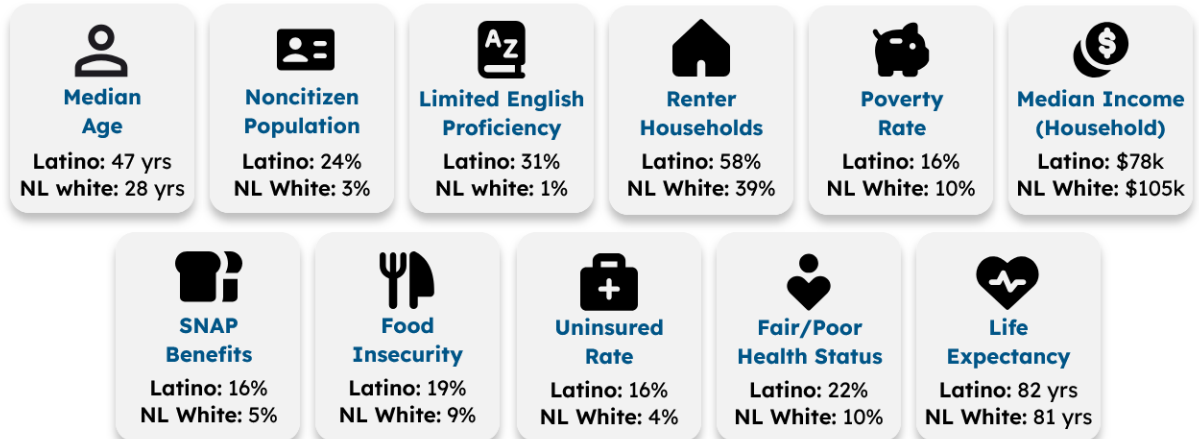 Median
Age
Latino: 47 yrs
NL white: 28 yrs
Noncitizen
Population
Latino: 24%
NL White: 3%
A Z
Limited English
Proficiency
Latino: 31%
NL white: 1%
Renter
Households
Latino: 58%
NL White: 39%
Poverty
Rate
Latino: 16%
NL White: 10%
$
Median Income
(Household)
Latino: $78k
NL White: $105k
SNAP
Benefits
Latino: 16%
NL White: 5%
Food
Insecurity
Latino: 19%
NL White: 9%
Uninsured
Rate
Latino: 16%
NL White: 4%
Fair/Poor
Health Status
Latino: 22%
NL White: 10%
Life
Expectancy
Latino: 82 yrs
NL White: 81 yrs